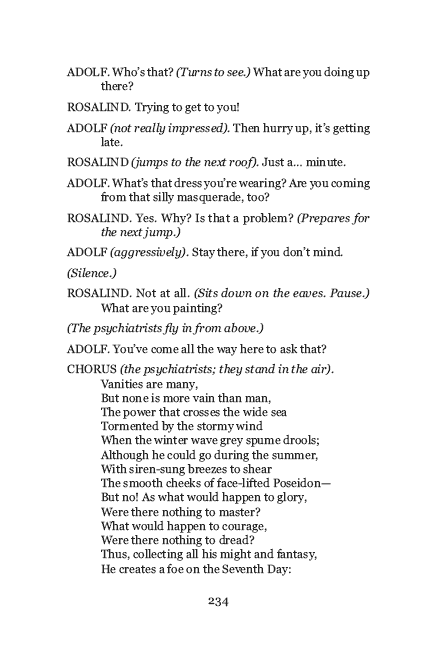 ADOLF. Who's that? (Turns to see.) What are you doing up
there?
ROSALIND. Trying to get to you!
ADOLF (not really impressed). Then hurry up, it's getting
late.
ROSALIND (jumps to the next roof). Just a... minute.
ADOLF. What's that dress you're wearing? Are you coming
from that silly masquerade, too?
ROSALIND. Yes. Why? Is that a problem? (Prepares for
the next jump.)
ADOLF (aggressively). Stay there, if you don't mind.
(Silence.)
ROSALIND. Not at all. (Sits down on the eaves. Pause.)
What are you painting?
(The psychiatrists fly in from above.)
ADOLF. You've come all the way here to ask that?
CHORUS (the psychiatrists; they stand in the air).
Vanities are many,
But none is more vain than man,
The power that crosses the wide sea
Tormented by the stormy wind
When the winter wave grey spume drools;
Although he could go during the summer,
With siren-sung breezes to shear
The smooth cheeks of face-lifted Poseidon—
But no! As what would happen to glory,
Were there nothing to master?
What would happen to courage,
Were there nothing to dread?
Thus, collecting all his might and fantasy,
He creates a foe on the Seventh Day:
234